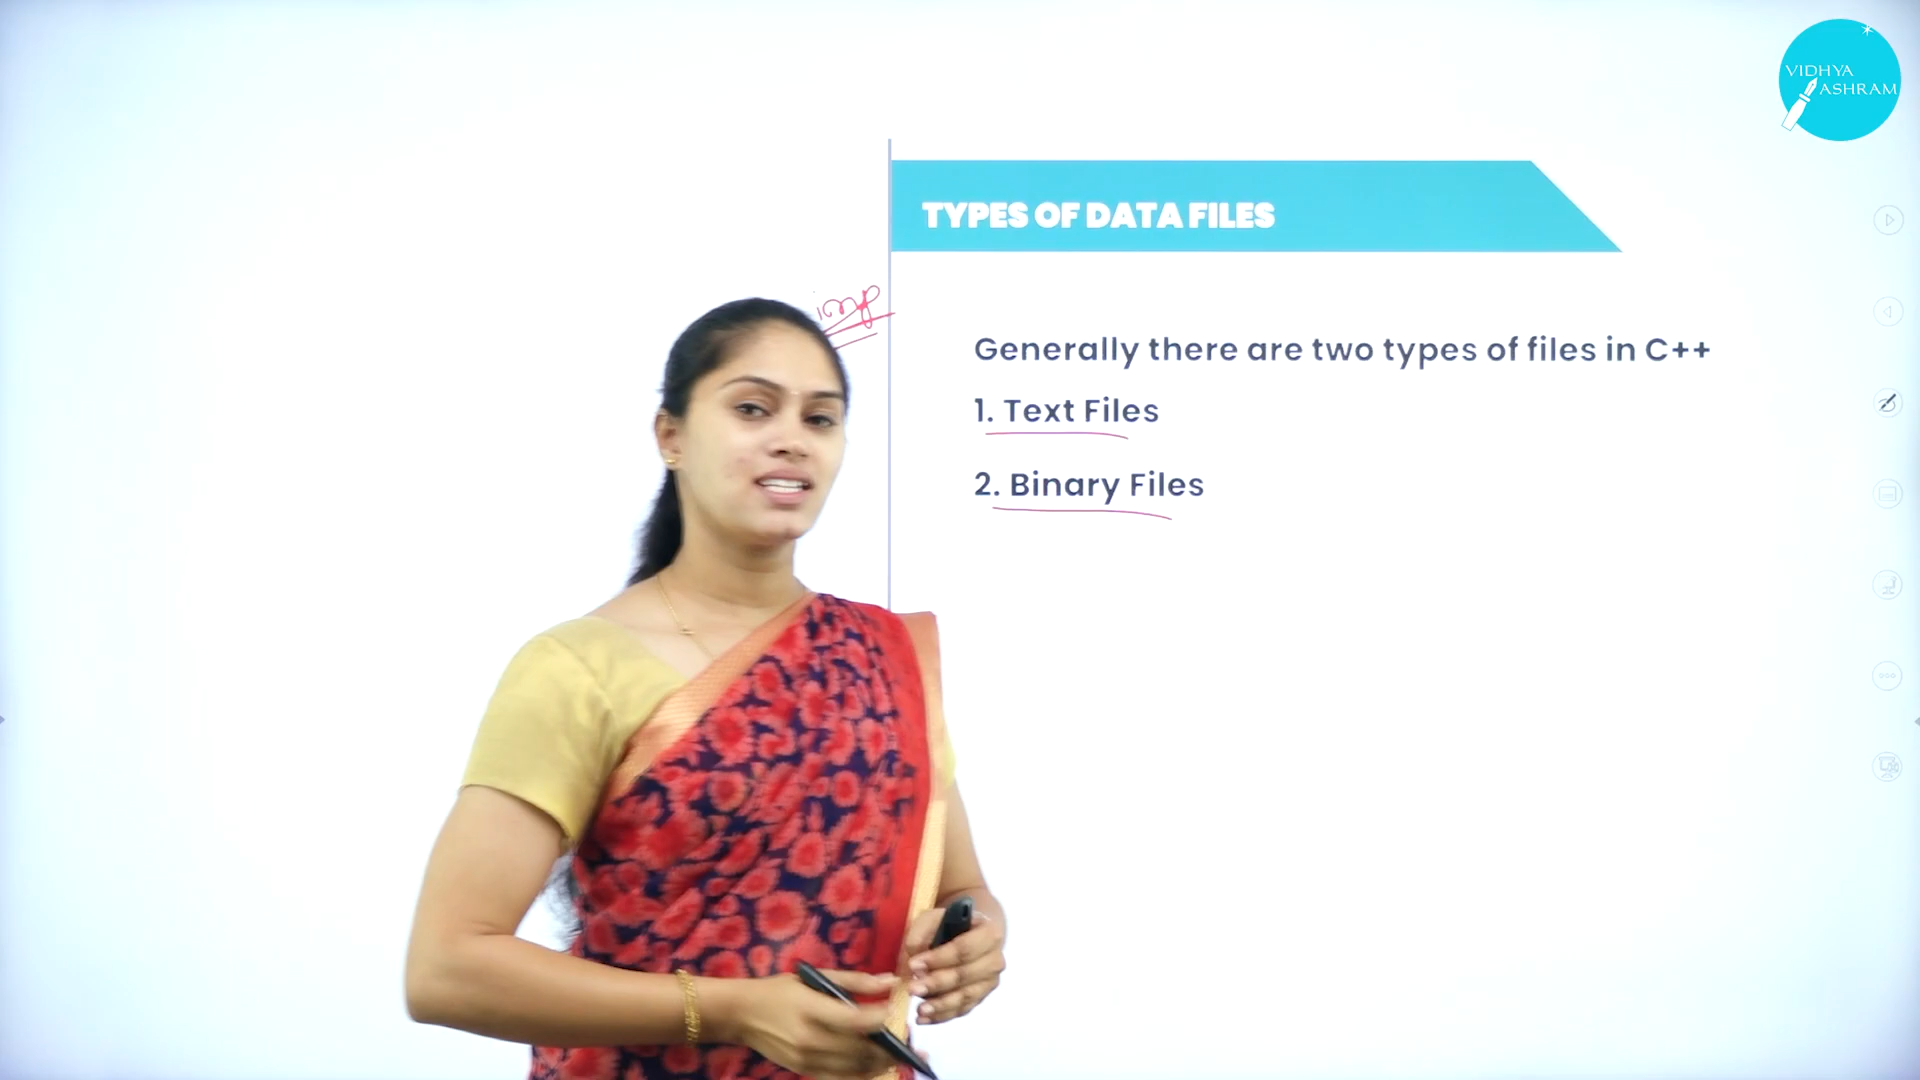 VIDHYA
ASHRAM
TYPES OF DATA FILES
imp
Generally there are two types of files in C++
1. Text Files
2. Binary Files